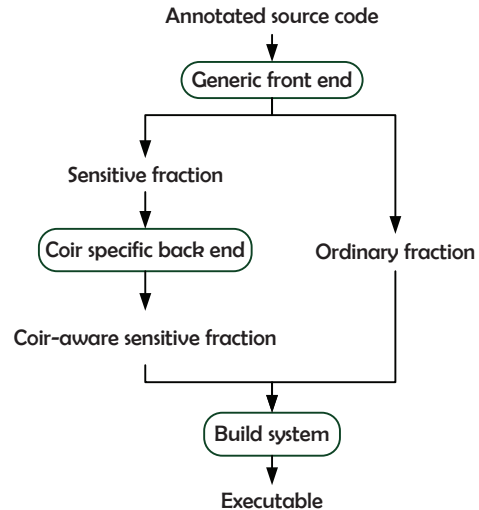 Annotated source code
Generic front end
Sensitive fraction
Coir specific back end
Ordinary fraction
Coir-aware sensitive fraction
Build system
Executable